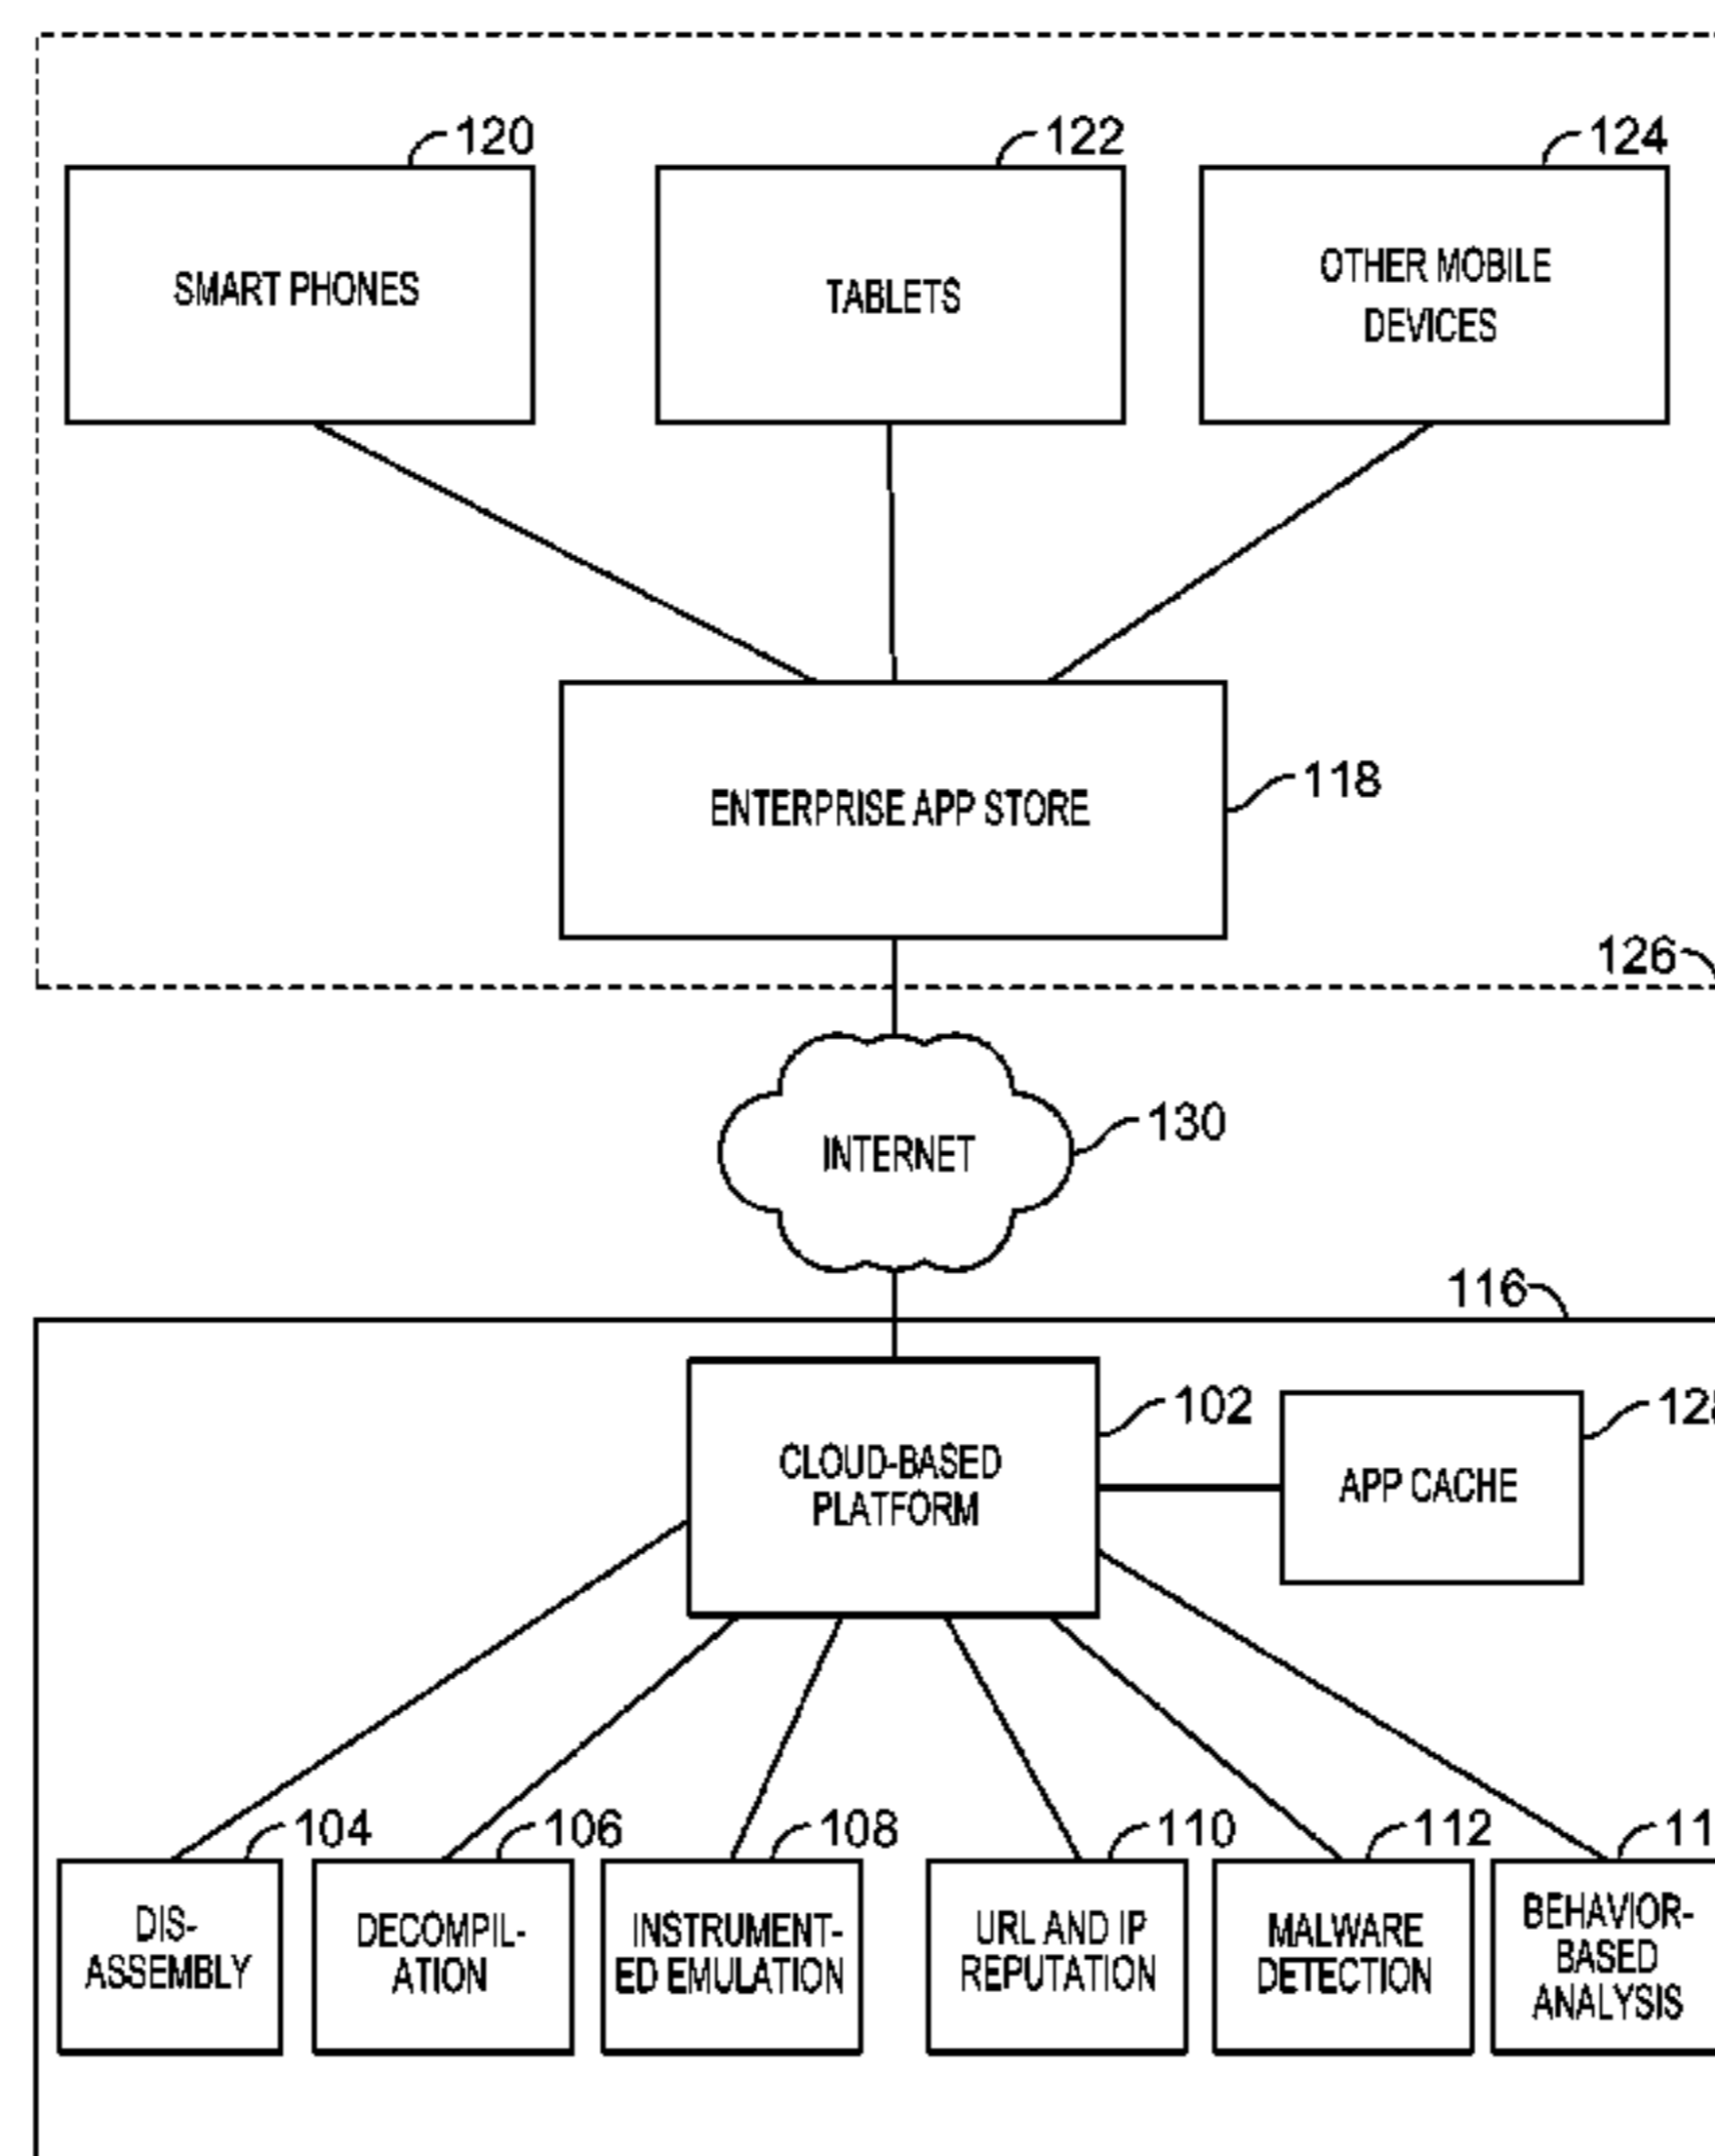 120
122
124
SMART PHONES
TABLETS
OTHER MOBILE
DEVICES
ENTERPRISE APP STORE
118
126
INTERNET
130
116
CLOUD-BASED
PLATFORM
102
APP CACHE
104
106
108
110
112
DIS-
ASSEMBLY
DECOMPIL-
ATION
INSTRUMENT-
ED EMULATION
URL AND IP
REPUTATION
MALWARE
DETECTION
BEHAVIOR-
BASED
ANALYSIS